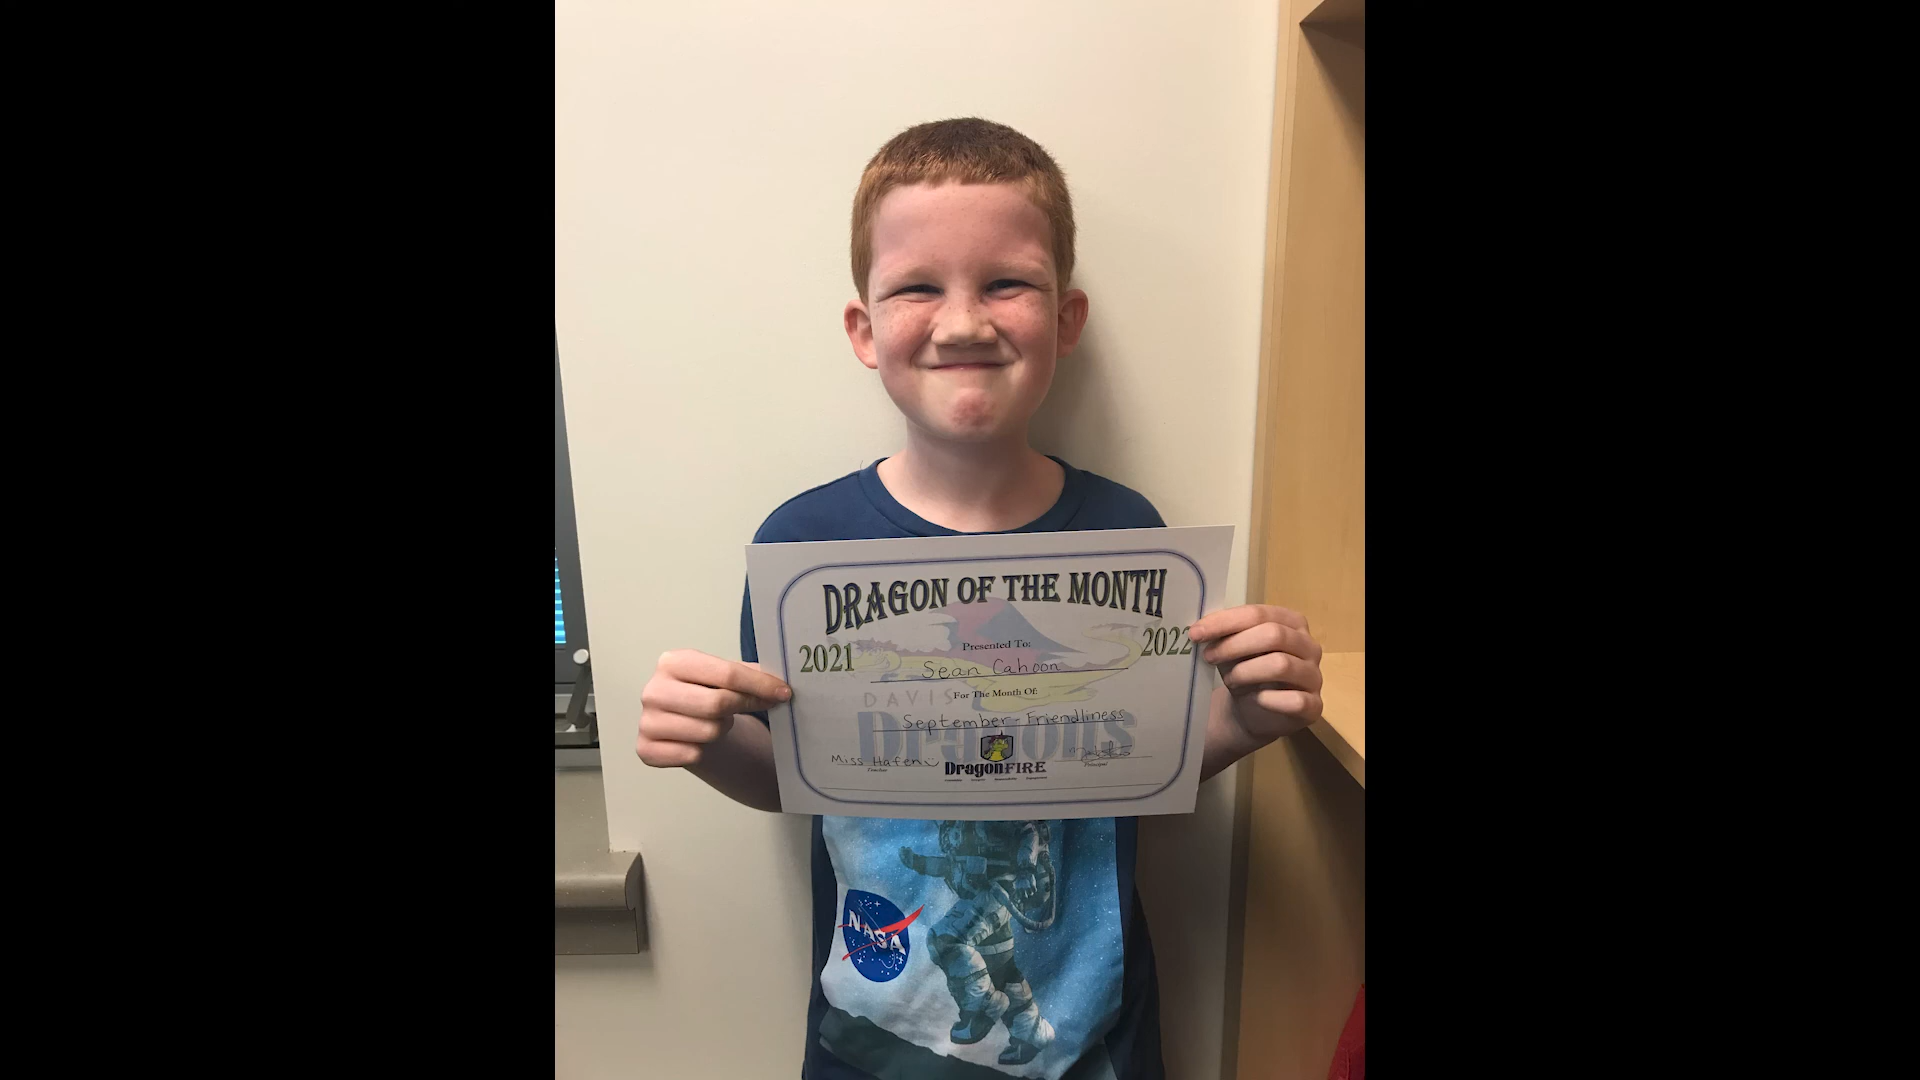 DRAGON OF THE MONTH
2021
2022
Presented To:
Sean Cahoon
For The Month Of:
DAVIS
September - Friendliness
Dragons
Miss Hafen
Teacher
Principal
DragonFIRE
NASA